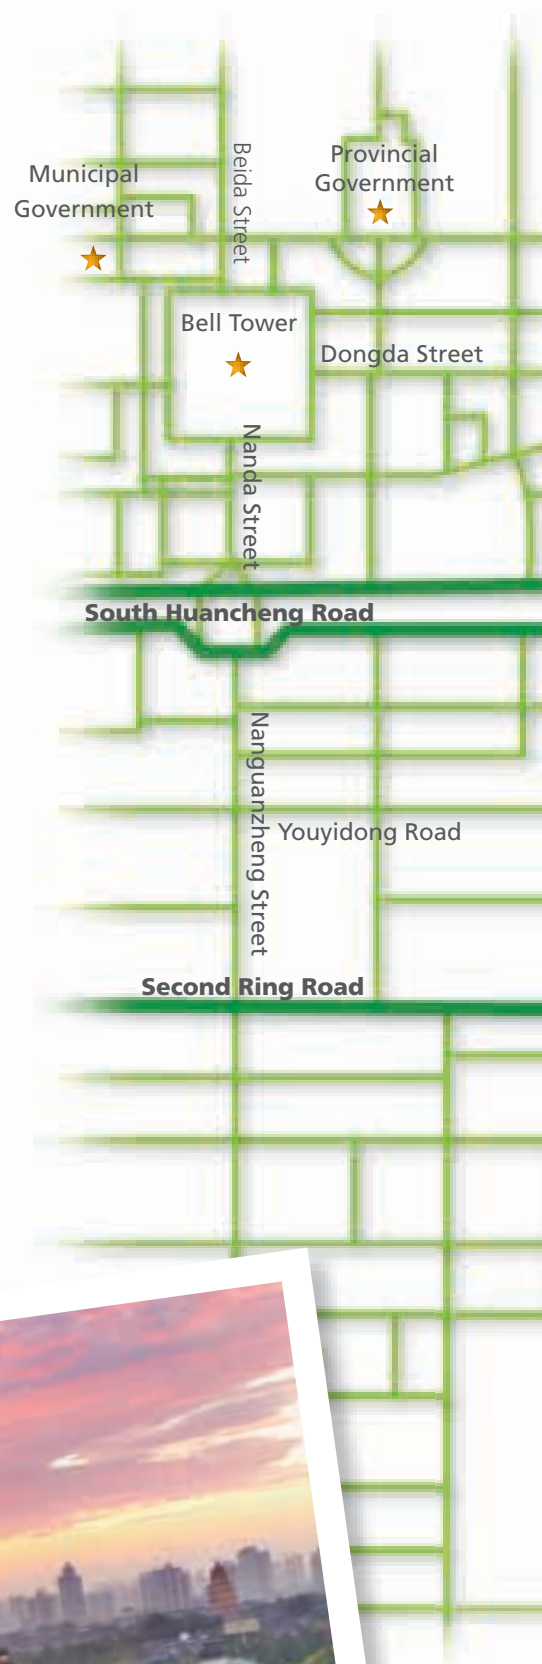 Beida Street
Provincial
Government
Municipal
Government
Bell Tower
Dongda Street
Nanda Street
South Huancheng Road
Nanguanzheng Street
Youyidong Road
Second Ring Road